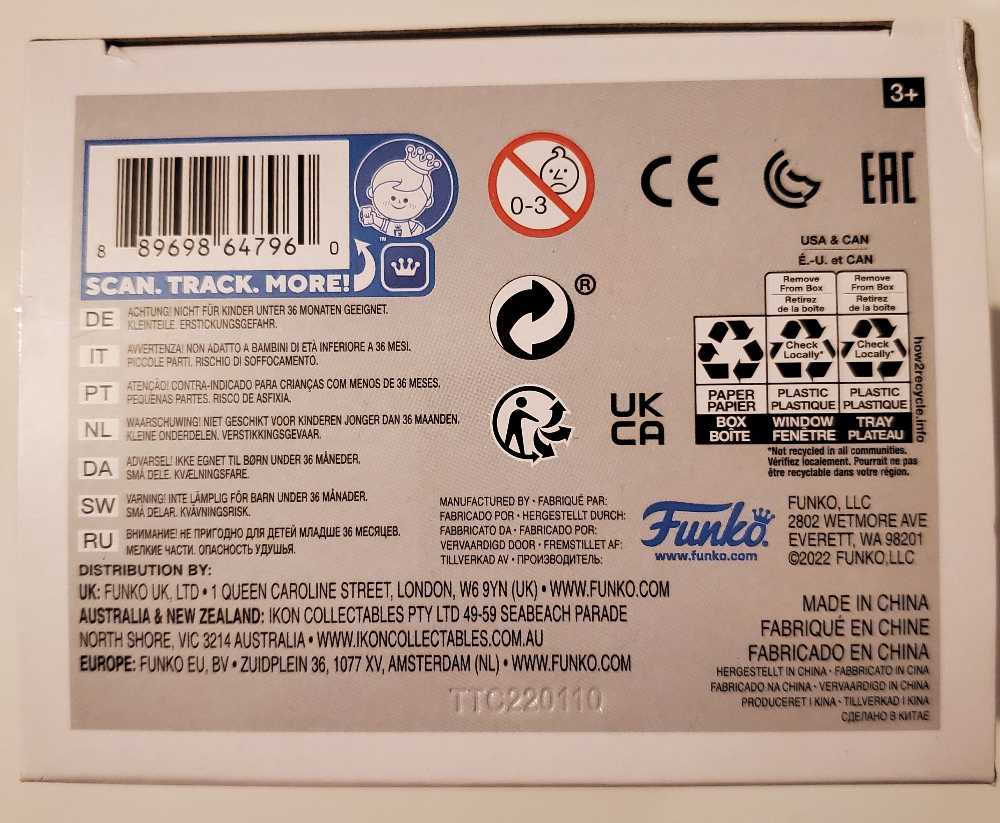 3+
8 89698 64796 0
SCAN. TRACK. MORE!
™
0-3
CE
EAC
®
UK
CA
USA & CAN
É.-U. et CAN
Remove
From Box
Retirez
de la boîte
Remove
From Box
Retirez
de la boîte
Check
Locally*
Check
Locally*
PAPER
PAPIER
PLASTIC
PLASTIQUE
PLASTIC
PLASTIQUE
BOX
BOÎTE
WINDOW
FENÊTRE
TRAY
PLATEAU
how2recycle.info
*Not recycled in all communities.
Vérifiez localement. Pourrait ne pas
être recyclable dans votre région.
DE ACHTUNG! NICHT FÜR KINDER UNTER 36 MONATEN GEEIGNET.
KLEINTEILE. ERSTICKUNGSGEFAHR.
IT AVVERTENZA! NON ADATTO A BAMBINI DI ETÀ INFERIORE A 36 MESI.
PICCOLE PARTI. RISCHIO DI SOFFOCAMENTO.
PT ATENÇÃO! CONTRA-INDICADO PARA CRIANÇAS COM MENOS DE 36 MESES.
PEQUENAS PARTES. RISCO DE ASFIXIA.
NL WAARSCHUWING! NIET GESCHIKT VOOR KINDEREN JONGER DAN 36 MAANDEN.
KLEINE ONDERDELEN. VERSTIKKINGSGEVAAR.
DA ADVARSEL! IKKE EGNET TIL BØRN UNDER 36 MÅNEDER.
SMÅ DELE. KVÆLNINGSFARE.
SW VARNING! INTE LÄMPLIG FÖR BARN UNDER 36 MÅNADER.
SMÅ DELAR. KVÄVNINGSRISK.
RU ВНИМАНИЕ! НЕ ПРИГОДНО ДЛЯ ДЕТЕЙ МЛАДШЕ 36 МЕСЯЦЕВ.
МЕЛКИЕ ЧАСТИ. ОПАСНОСТЬ УДУШЬЯ.
MANUFACTURED BY • FABRIQUÉ PAR:
FABRICADO POR • HERGESTELLT DURCH:
FABBRICATO DA • FABRICADO POR:
VERVAARDIGD DOOR • FREMSTILLET AF:
TILLVERKAD AV • ПРОИЗВОДИТЕЛЬ:
Funko
www.funko.com
FUNKO, LLC
2802 WETMORE AVE
EVERETT, WA 98201
©2022 FUNKO,LLC
DISTRIBUTION BY:
UK: FUNKO UK, LTD • 1 QUEEN CAROLINE STREET, LONDON, W6 9YN (UK) • WWW.FUNKO.COM
AUSTRALIA & NEW ZEALAND: IKON COLLECTABLES PTY LTD 49-59 SEABEACH PARADE
NORTH SHORE, VIC 3214 AUSTRALIA • WWW.IKONCOLLECTABLES.COM.AU
EUROPE: FUNKO EU, BV • ZUIDPLEIN 36, 1077 XV, AMSTERDAM (NL) • WWW.FUNKO.COM
MADE IN CHINA
FABRIQUÉ EN CHINE
FABRICADO EN CHINA
HERGESTELLT IN CHINA • FABBRICATO IN CINA
FABRICADO NA CHINA • VERVAARDIGD IN CHINA
PRODUCERET I KINA • TILLVERKAD I KINA
СДЕЛАНО В КИТАЕ
TTC220110